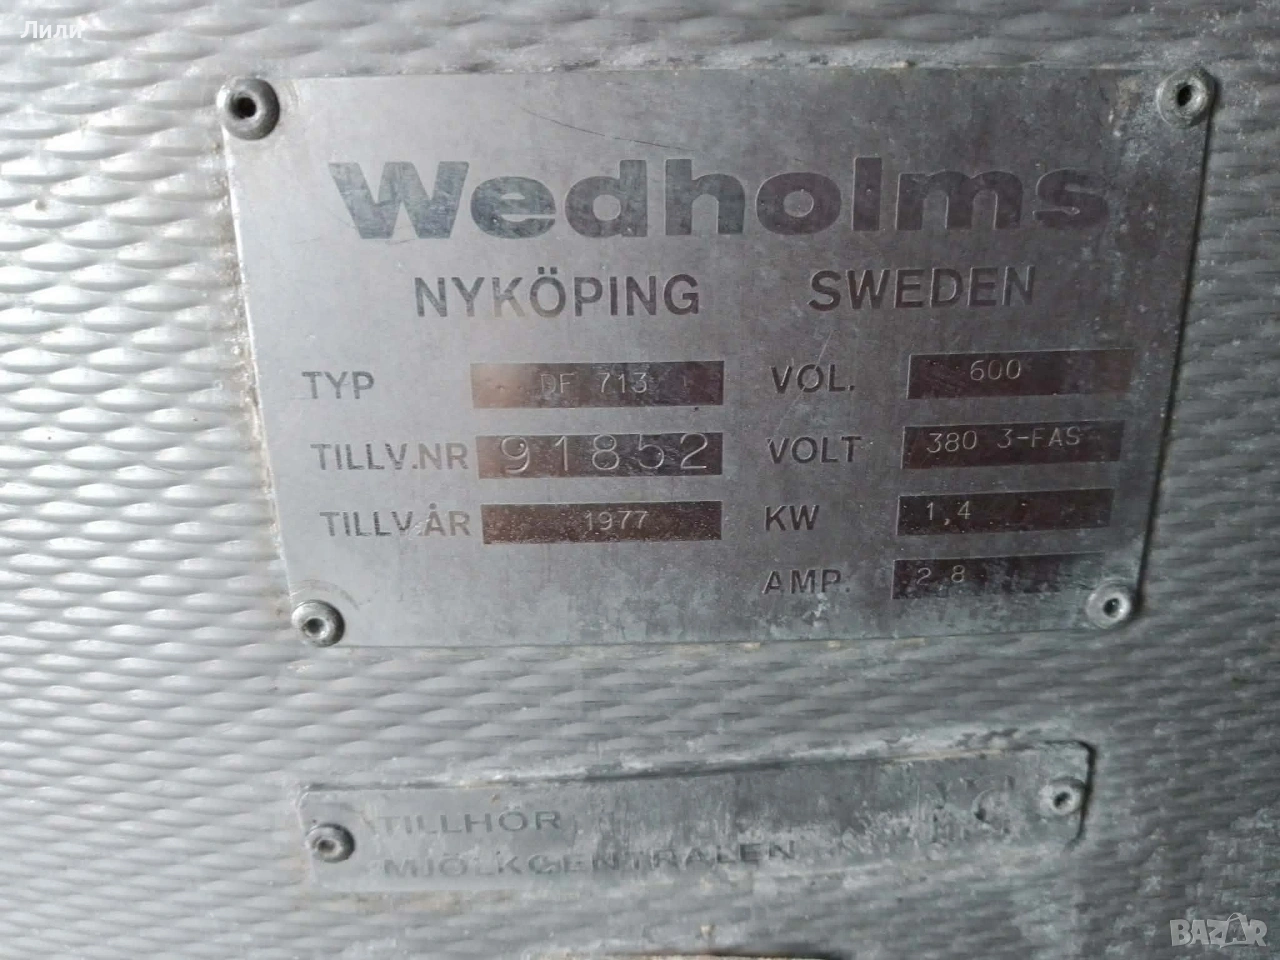 Лили
Wedholms
NYKÖPING SWEDEN
TYP DF 713 VOL. 600
TILLV.NR 91852 VOLT 380 3-FAS
TILLV.ÅR 1977 KW 1,4
AMP. 2,8
TILLHÖR
MJÖLKCENTRALEN
BAZAR